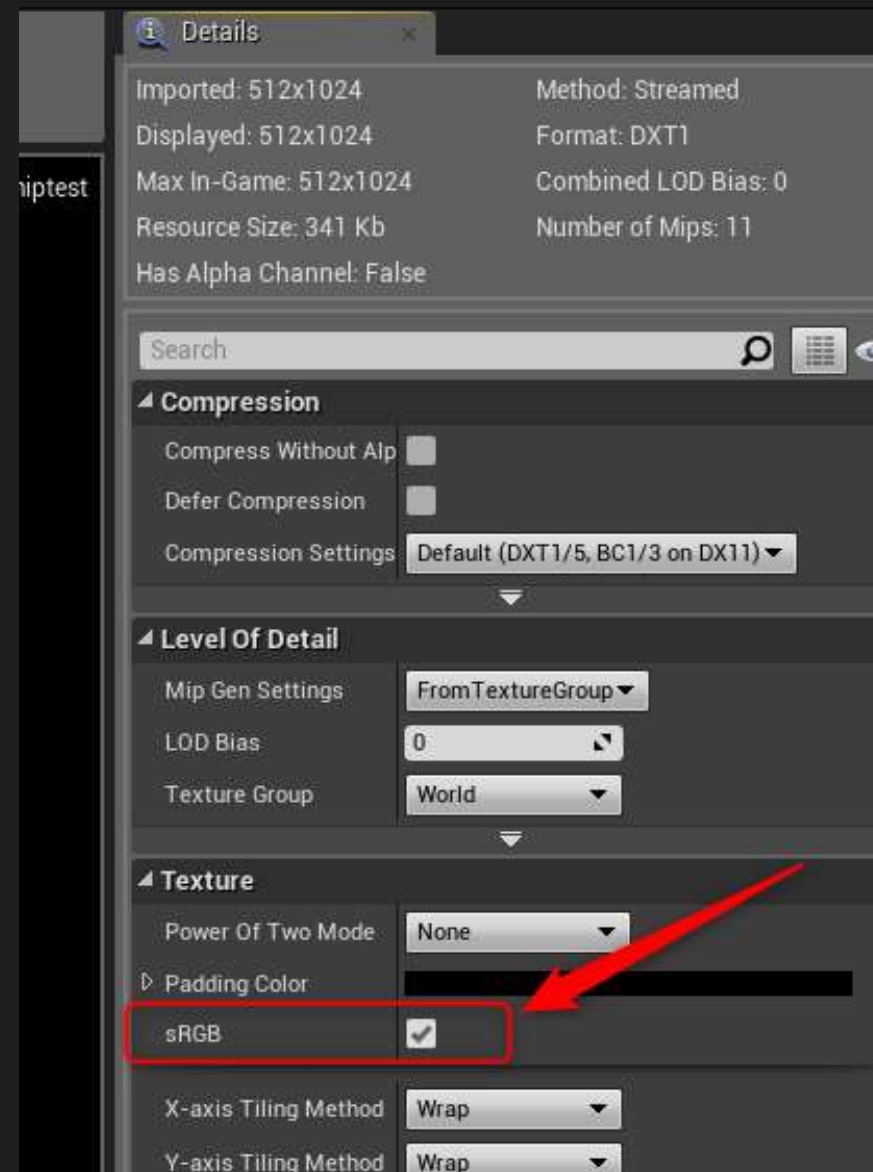 Details
Imported: 512x1024 Method: Streamed
Displayed: 512x1024 Format: DXT1
Max In-Game: 512x1024 Combined LOD Bias: 0
Resource Size: 341 Kb Number of Mips: 11
Has Alpha Channel: False
niptest
Search
Compression
Compress Without Alp
Defer Compression
Compression Settings Default (DXT1/5, BC1/3 on DX11)
Level Of Detail
Mip Gen Settings FromTextureGroup
LOD Bias 0
Texture Group World
Texture
Power Of Two Mode None
Padding Color
sRGB
X-axis Tiling Method Wrap
Y-axis Tiling Method Wrap